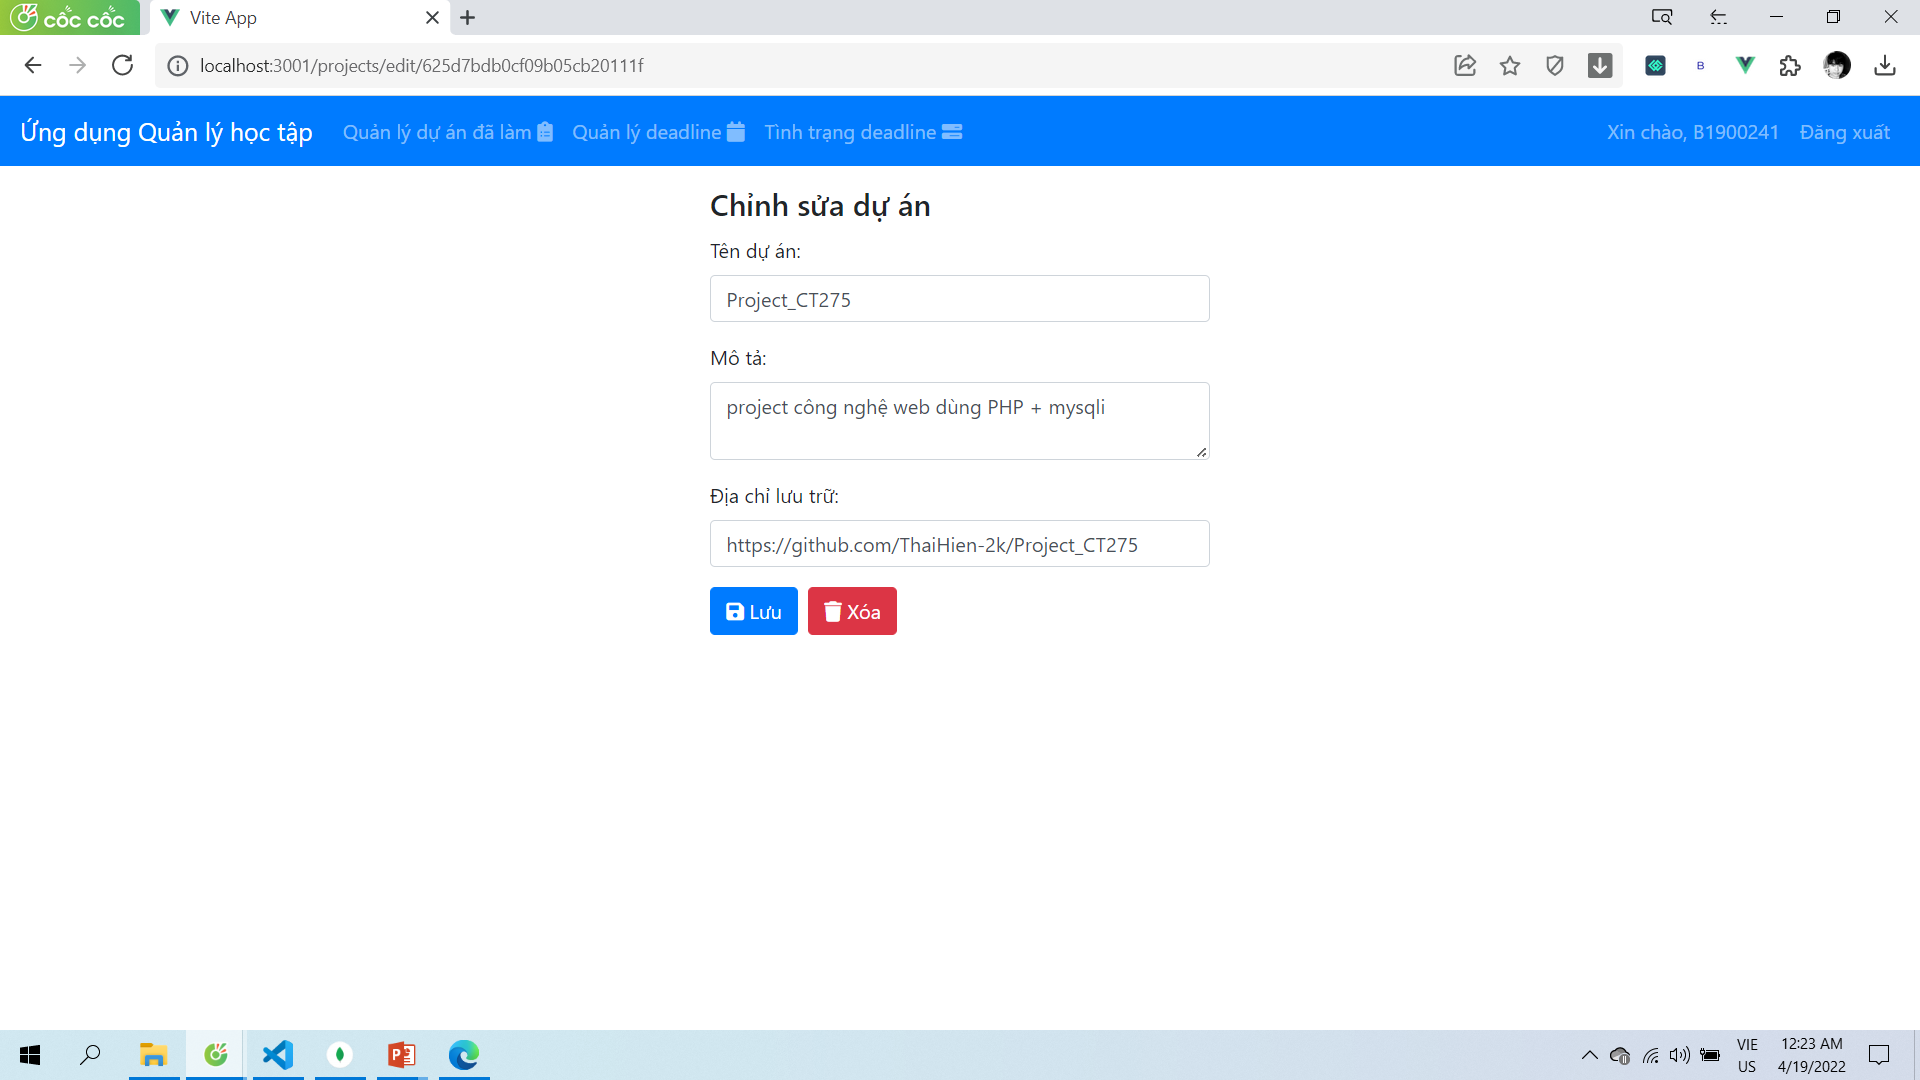 cốc cốc
Vite App
localhost:3001/projects/edit/625d7bdb0cf09b05cb20111f
B
Ứng dụng Quản lý học tập
Quản lý dự án đã làm
Quản lý deadline
Tình trạng deadline
Xin chào, B1900241
Đăng xuất
Chỉnh sửa dự án
Tên dự án:
Project_CT275
Mô tả:
project công nghệ web dùng PHP + mysqli
Địa chỉ lưu trữ:
https://github.com/ThaiHien-2k/Project_CT275
Lưu
Xóa
VIE
US
12:23 AM
4/19/2022